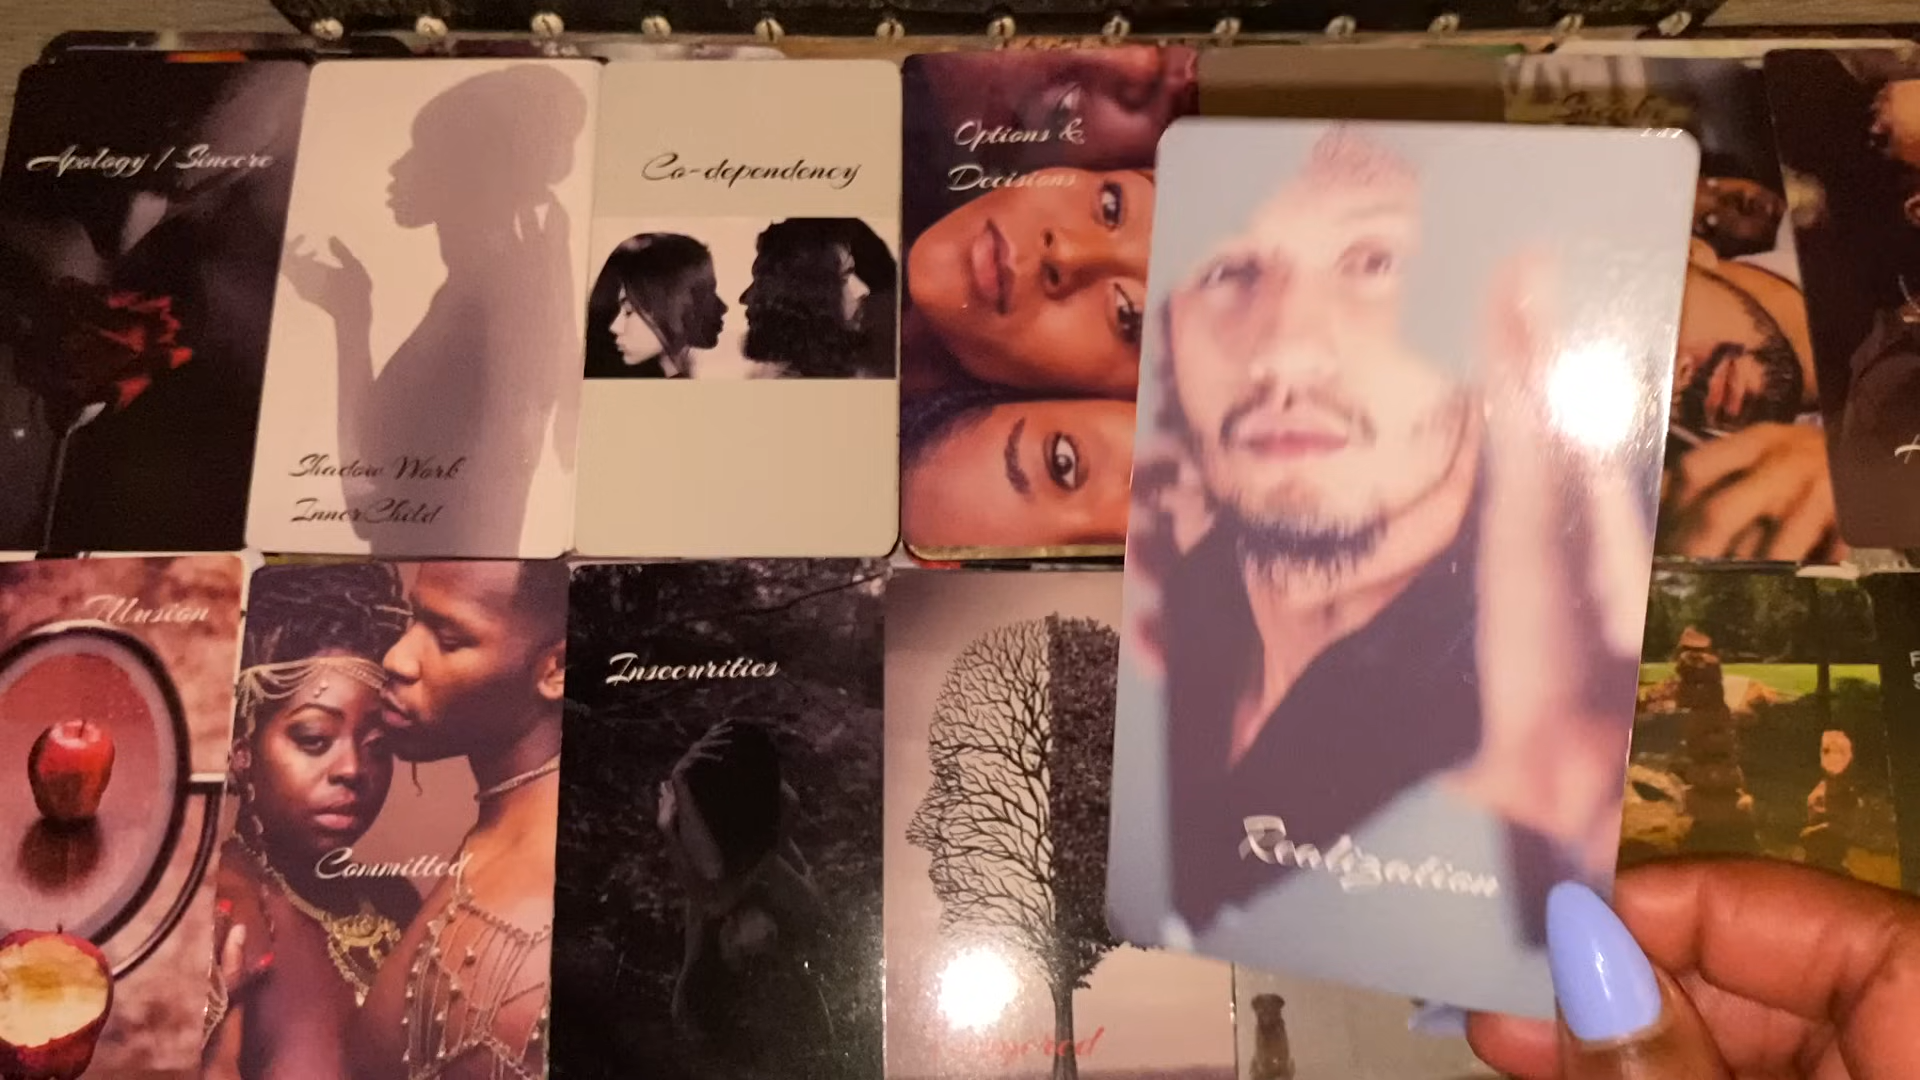 Apology / Sincere
Shadow Work
Inner Child
Co-dependency
Options &
Decisions
Illusion
Committed
Insecurities
Realization